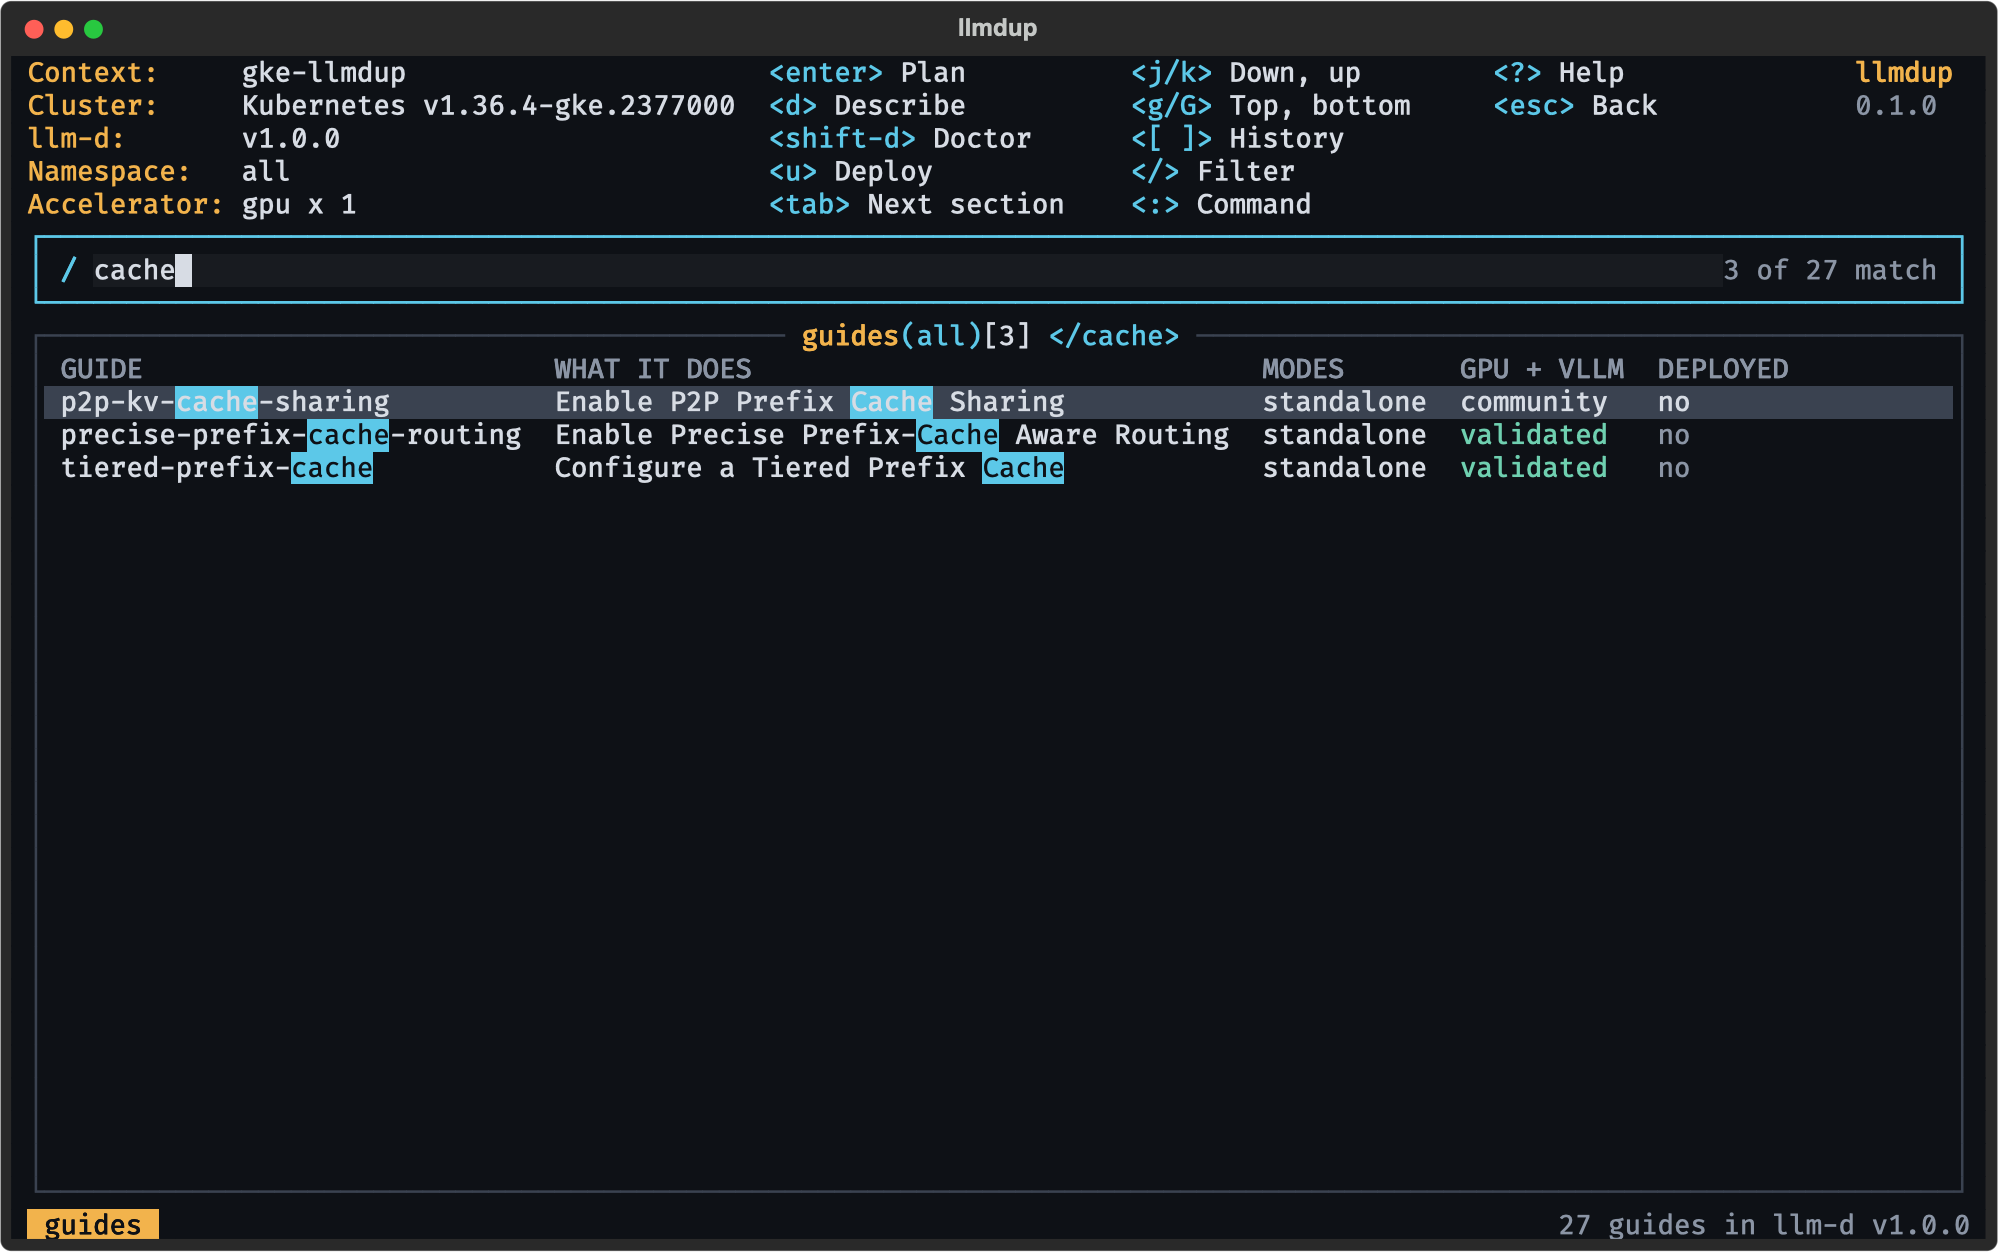 llmdup
Context: gke-llmdup <enter> Plan <j/k> Down, up <?> Help llmdup
Cluster: Kubernetes v1.36.4-gke.2377000 <d> Describe <g/G> Top, bottom <esc> Back 0.1.0
llm-d: v1.0.0 <shift-d> Doctor <[ ]> History
Namespace: all <u> Deploy </> Filter
Accelerator: gpu x 1 <tab> Next section <:> Command
/ cache 3 of 27 match
guides(all)[3] </cache>
GUIDE WHAT IT DOES MODES GPU + VLLM DEPLOYED
p2p-kv-cache-sharing Enable P2P Prefix Cache Sharing standalone community no
precise-prefix-cache-routing Enable Precise Prefix-Cache Aware Routing standalone validated no
tiered-prefix-cache Configure a Tiered Prefix Cache standalone validated no
guides 27 guides in llm-d v1.0.0